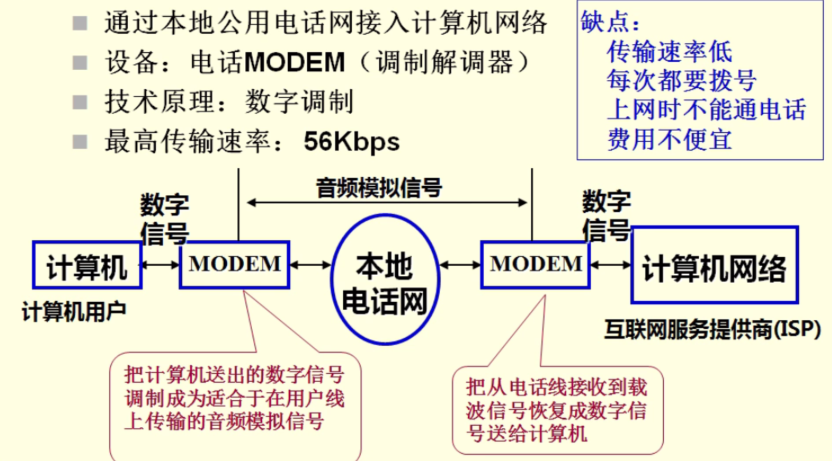 通过本地公用电话网接入计算机网络
设备：电话MODEM（调制解调器）
技术原理：数字调制
最高传输速率：56Kbps
缺点：
传输速率低
每次都要拨号
上网时不能通电话
费用不便宜
音频模拟信号
数字
信号
数字
信号
计算机
MODEM
本地
电话网
MODEM
计算机网络
计算机用户
互联网服务提供商(ISP)
把计算机送出的数字信号
调制成为适合于在用户线
上传输的音频模拟信号
把从电话线接收到载
波信号恢复成数字信
号送给计算机